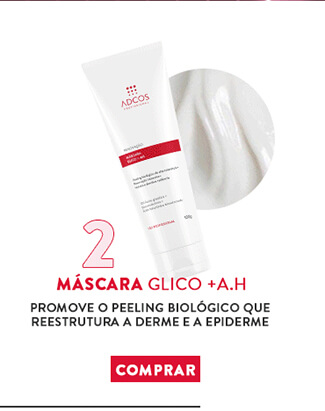 ADCOS
2
MÁSCARA GLICO +A.H
PROMOVE O PEELING BIOLÓGICO QUE
REESTRUTURA A DERME E A EPIDERME
COMPRAR